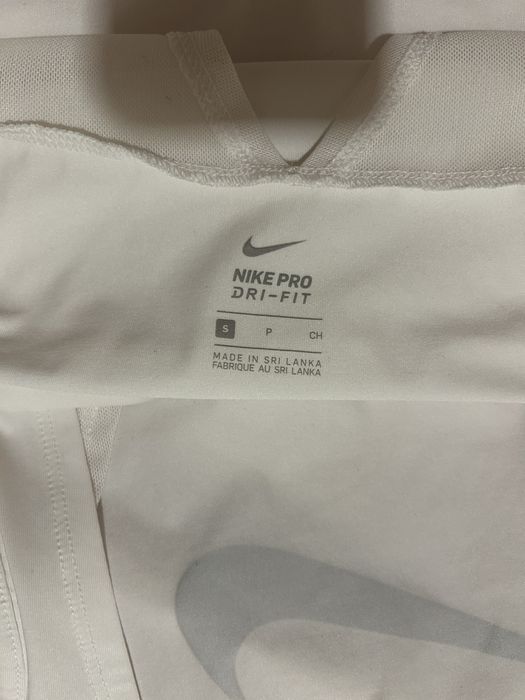 NIKE PRO
DRI-FIT
S P CH
MADE IN SRI LANKA
FABRIQUE AU SRI LANKA